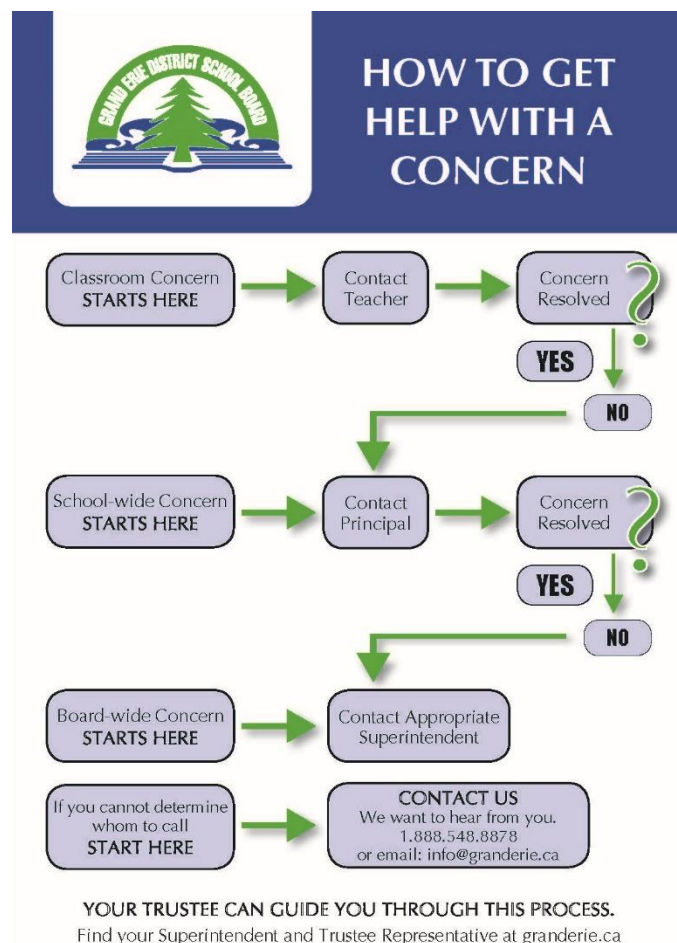 GRAND ERIE DISTRICT SCHOOL BOARD
HOW TO GET
HELP WITH A
CONCERN
Classroom Concern
STARTS HERE
Contact
Teacher
Concern
Resolved
?
YES
NO
School-wide Concern
STARTS HERE
Contact
Principal
Concern
Resolved
?
YES
NO
Board-wide Concern
STARTS HERE
Contact Appropriate
Superintendent
If you cannot determine
whom to call
START HERE
CONTACT US
We want to hear from you.
1.888.548.8878
or email: info@granderie.ca
YOUR TRUSTEE CAN GUIDE YOU THROUGH THIS PROCESS.
Find your Superintendent and Trustee Representative at granderie.ca